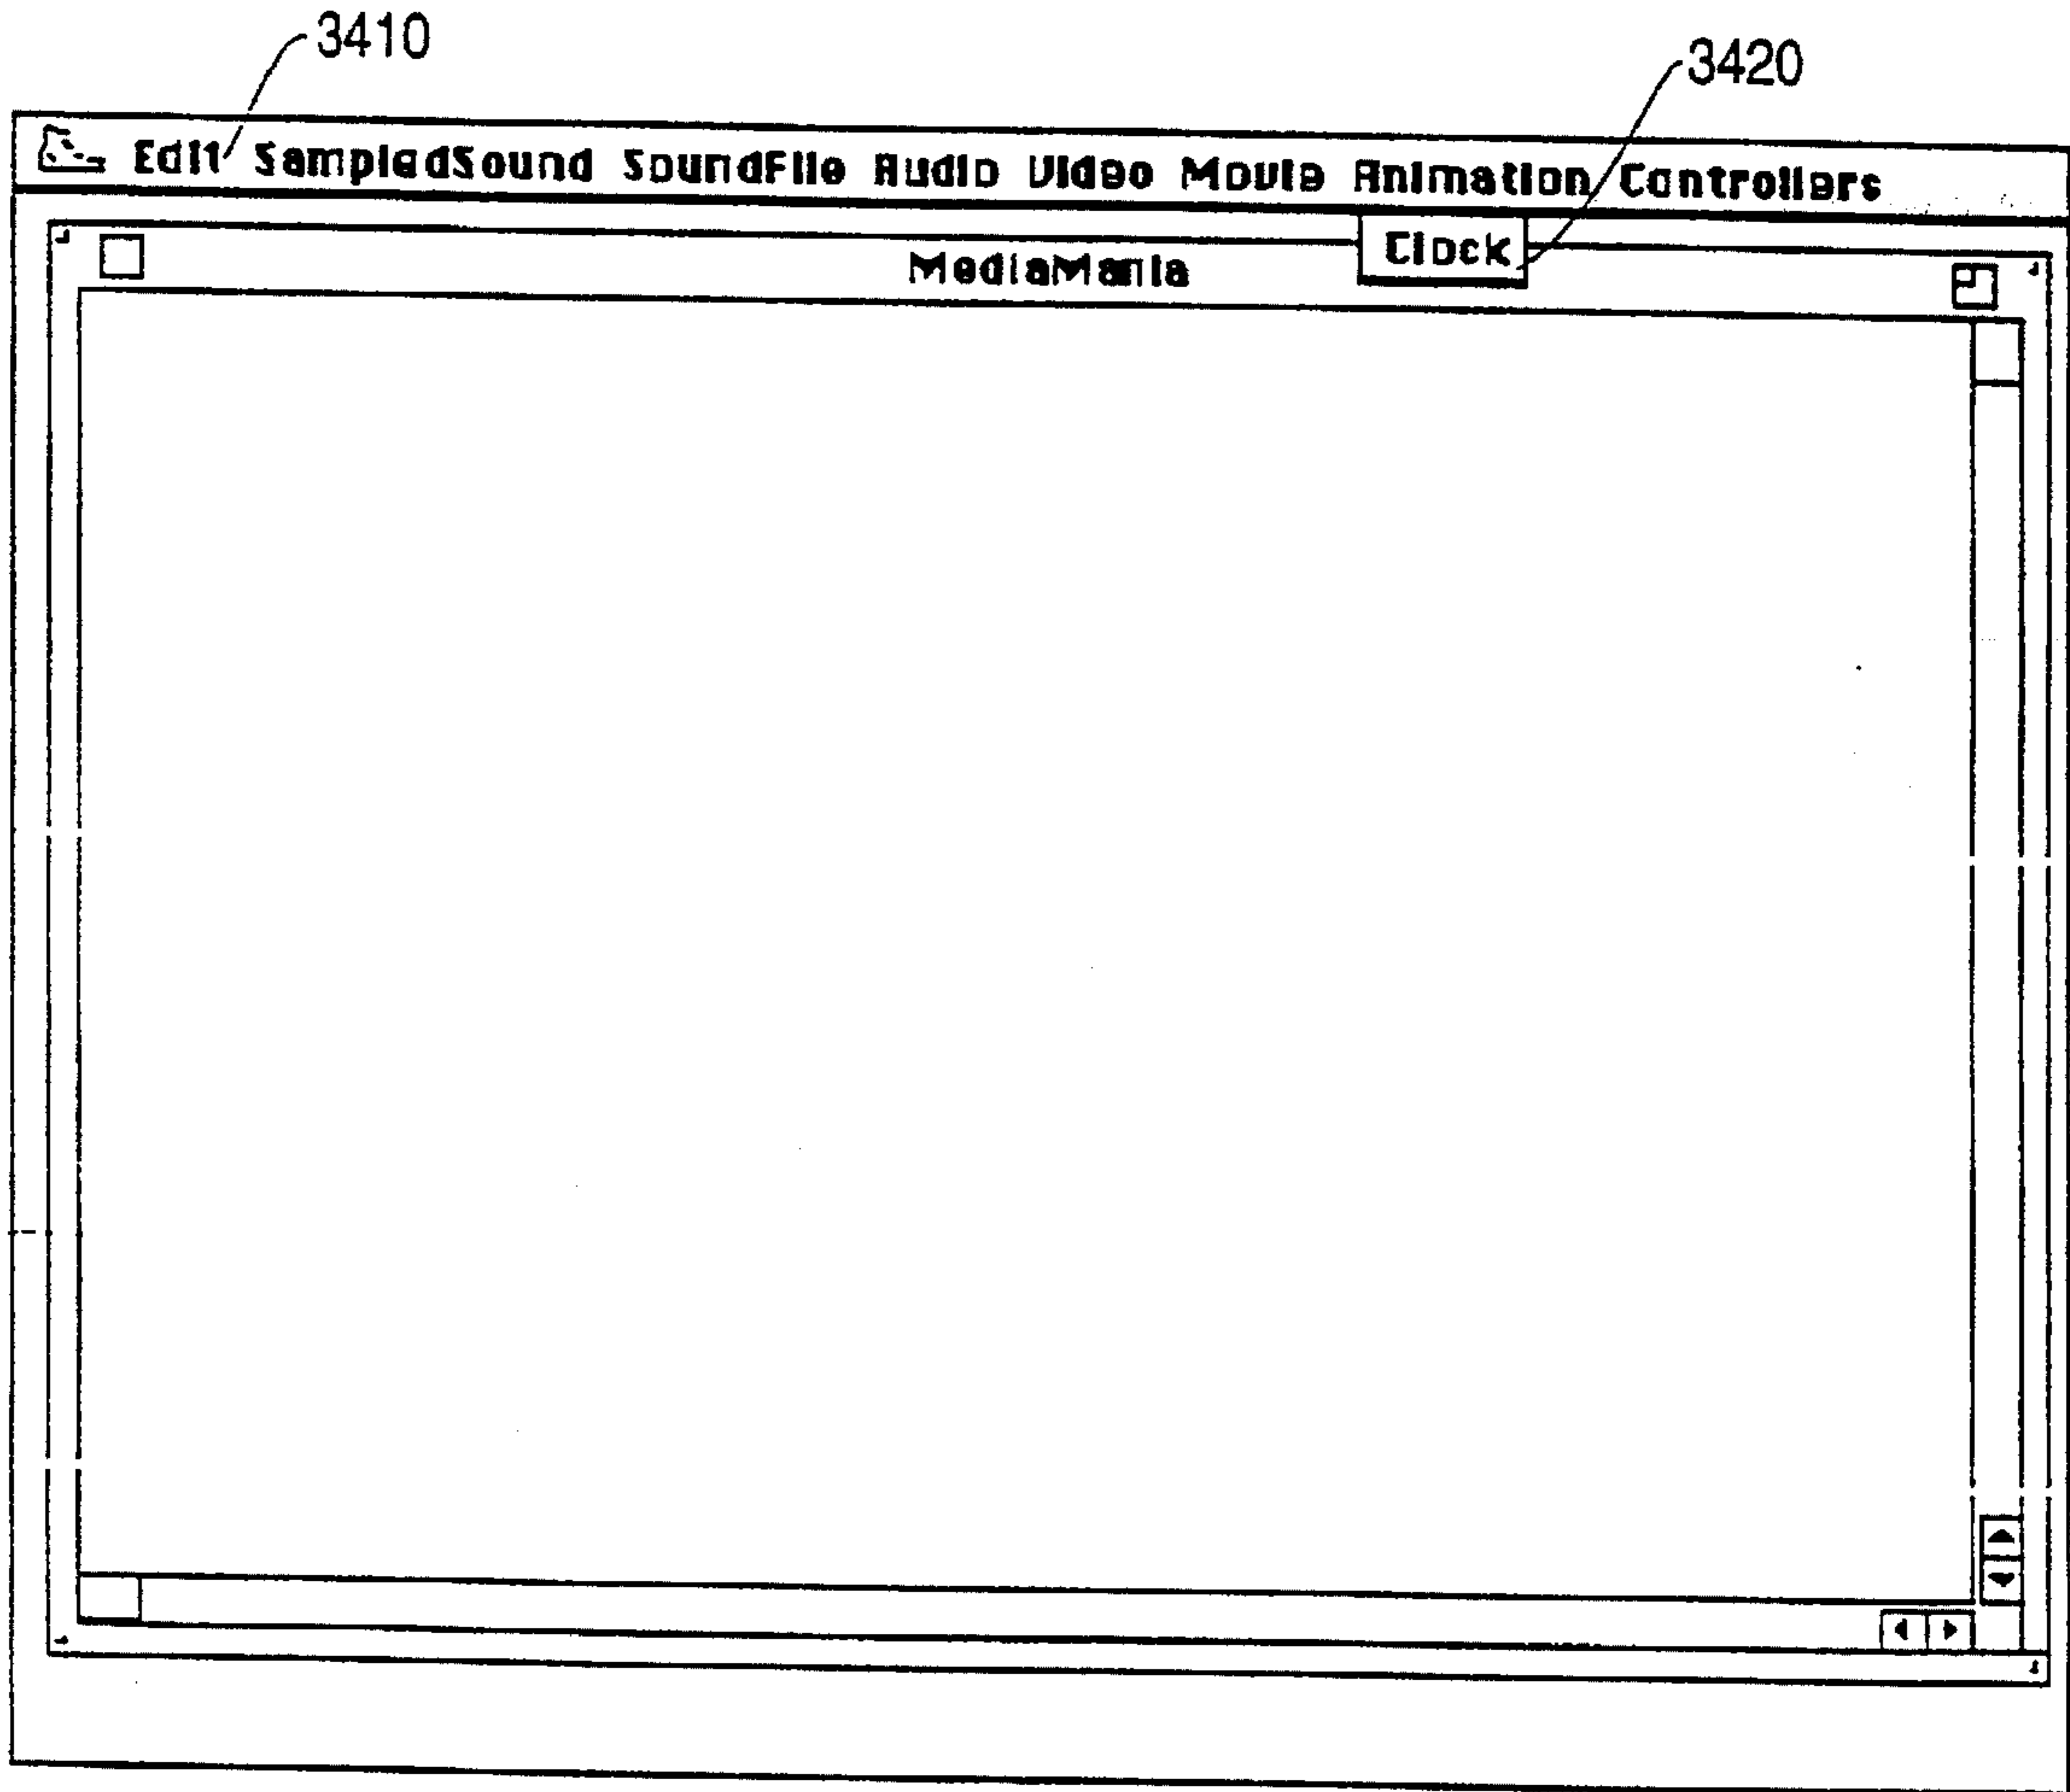 3410
3420
Edit SampledSound SoundFile Audio Video Movie Animation Controllers
Clock
MediaMania